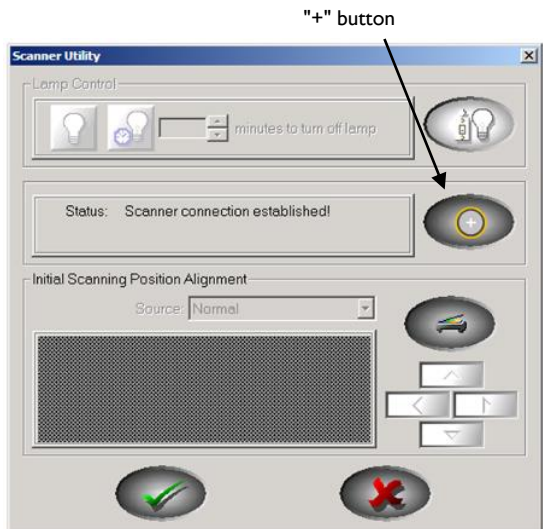 "+" button
Scanner Utility
Lamp Control
minutes to turn off lamp
Status: Scanner connection established!
Initial Scanning Position Alignment
Source: Normal